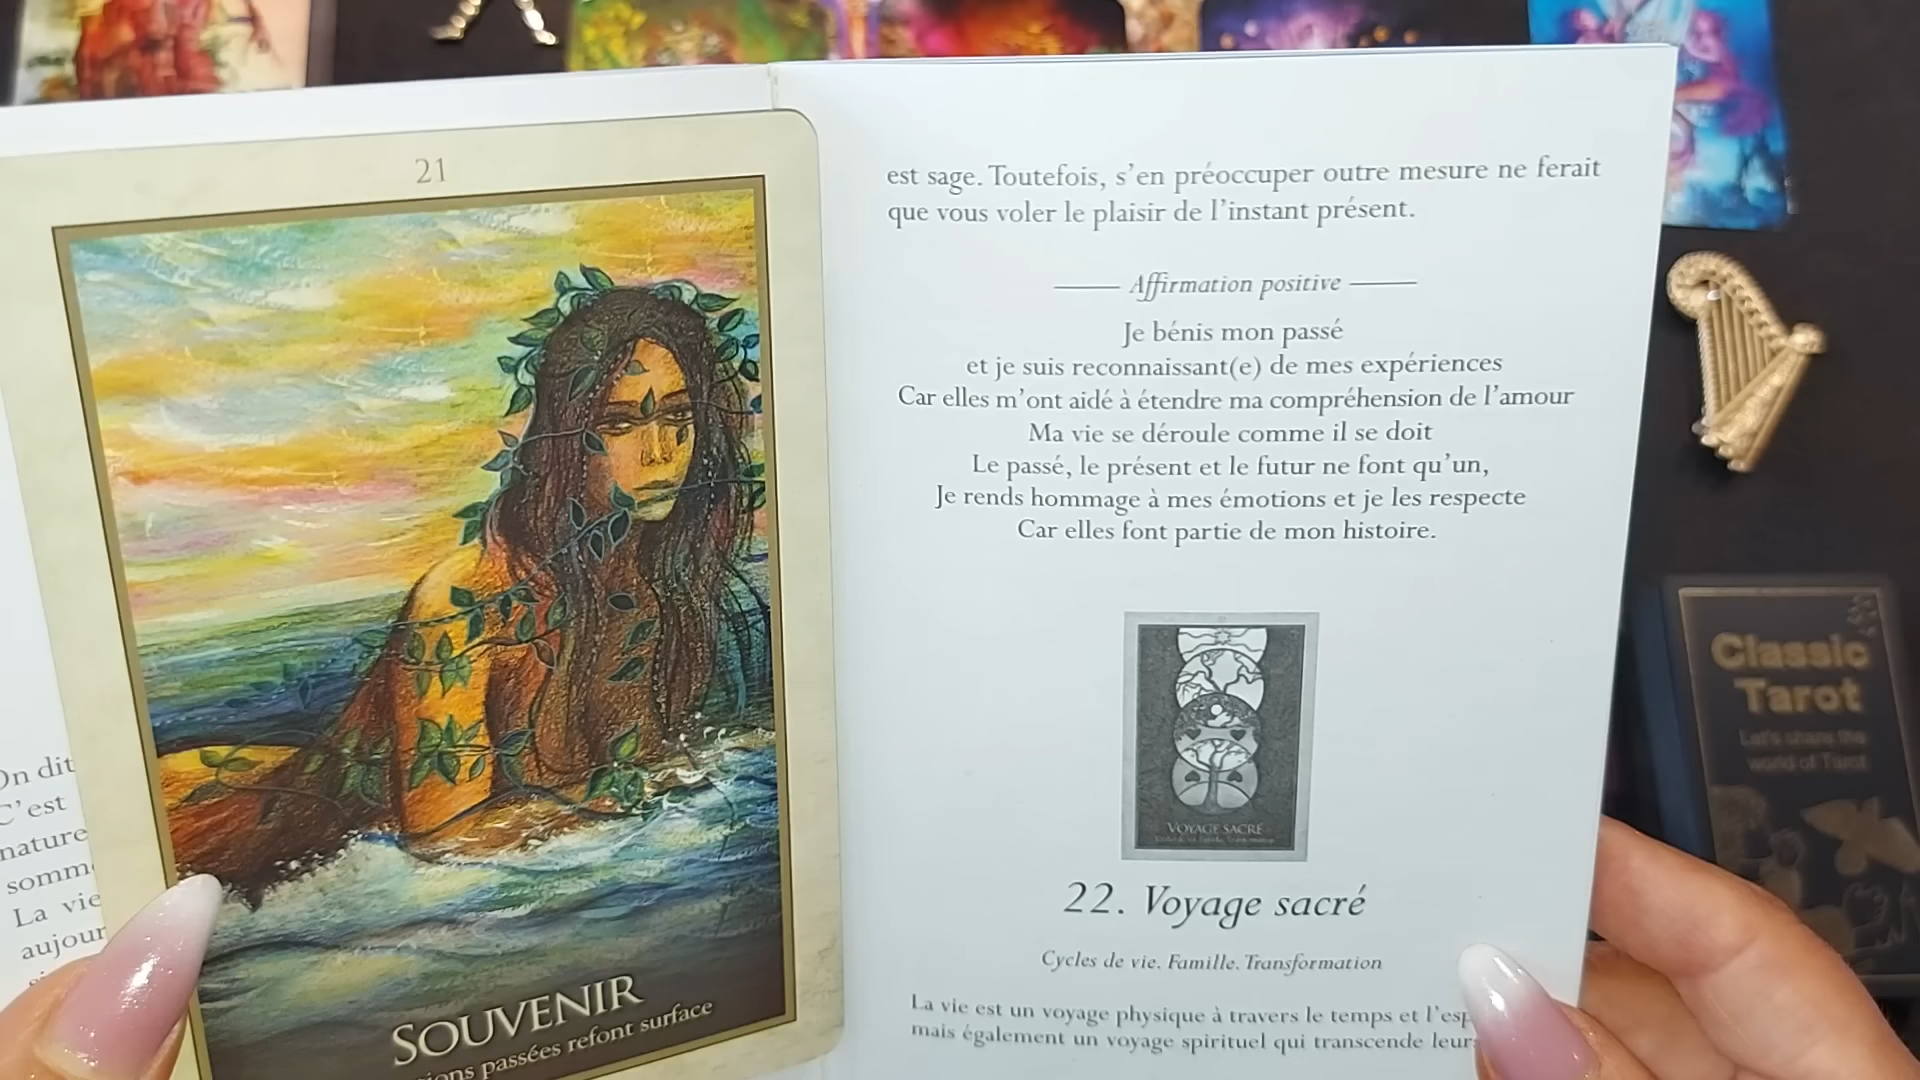 21
SOUVENIR
passées refont surface
On dit
C'est
nature
La vie
est sage. Toutefois, s'en préoccuper outre mesure ne ferait
que vous voler le plaisir de l'instant présent.
Affirmation positive
Je bénis mon passé
et je suis reconnaissant(e) de mes expériences
Car elles m'ont aidé à étendre ma compréhension de l'amour
Ma vie se déroule comme il se doit
Le passé, le présent et le futur ne font qu'un,
Je rends hommage à mes émotions et je les respecte
Car elles font partie de mon histoire.
VOYAGE SACRÉ
22. Voyage sacré
Cycles de vie. Famille. Transformation
La vie est un voyage physique à travers le temps et
mais également un voyage spirituel qui transcende
Classic
Tarot
Let's share the
world of Tarot